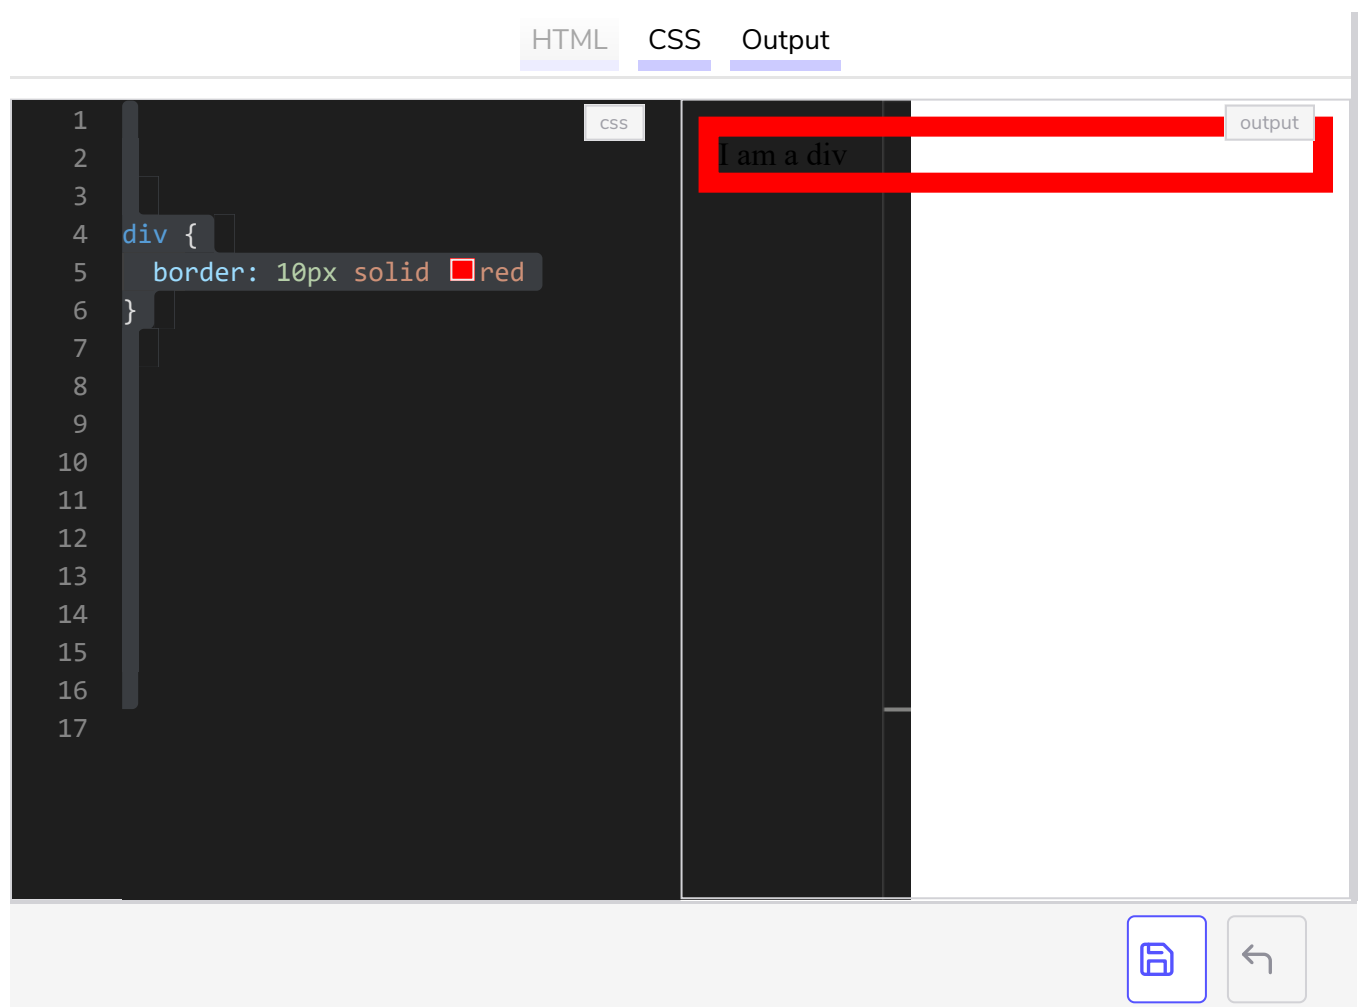 HTML CSS Output
css
output
1
2
3
4 div {
5 border: 10px solid red
6 }
7
8
9
10
11
12
13
14
15
16
17
I am a div